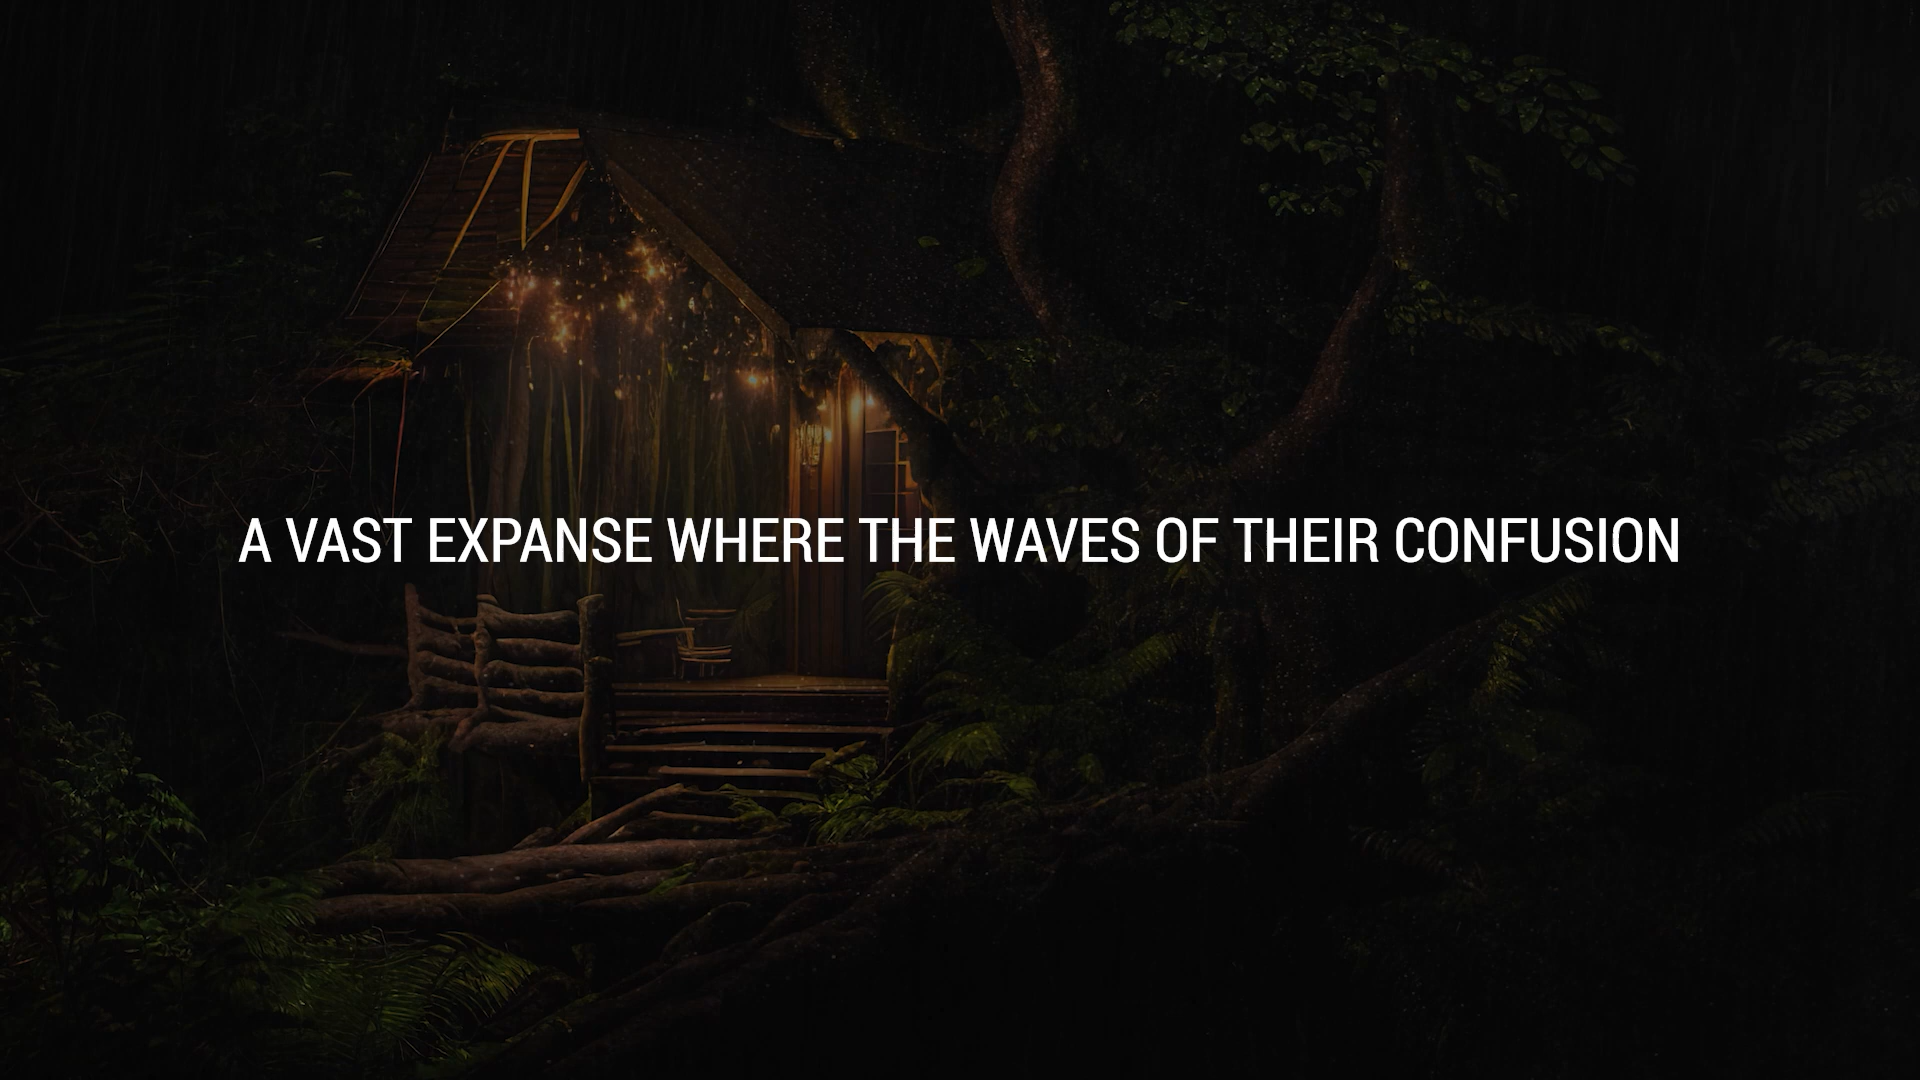 A VAST EXPANSE WHERE THE WAVES OF THEIR CONFUSION